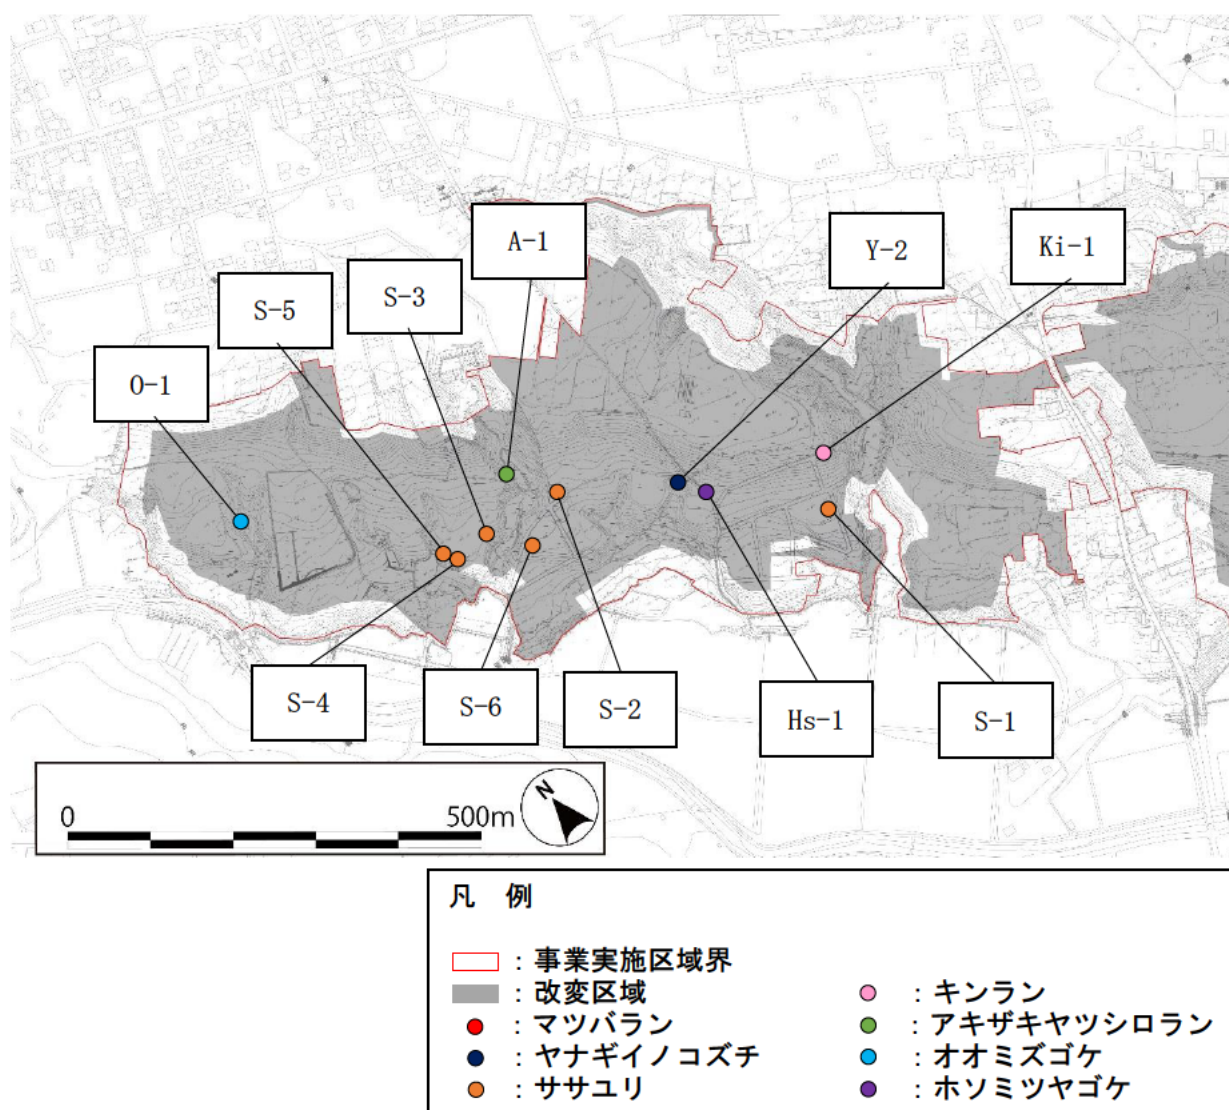 A-1
Y-2
Ki-1
S-5
S-3
O-1
S-4
S-6
S-2
Hs-1
S-1
0
500m
N
凡 例
：事業実施区域界
：改変区域
：キンラン
：マツバラン
：アキザキヤツシロラン
：ヤナギイノコズチ
：オオミズゴケ
：ササユリ
：ホソミツヤゴケ